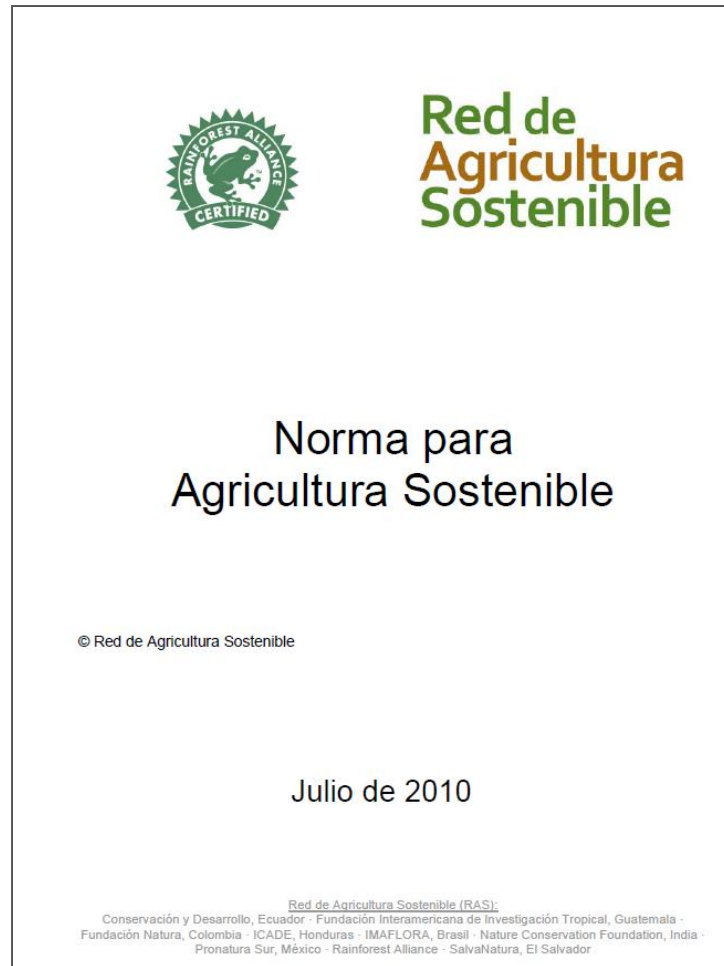 RAINFOREST ALLIANCE
TM
CERTIFIED
Red de
Agricultura
Sostenible
Norma para
Agricultura Sostenible
© Red de Agricultura Sostenible
Julio de 2010
Red de Agricultura Sostenible (RAS):
Conservación y Desarrollo, Ecuador · Fundación Interamericana de Investigación Tropical, Guatemala ·
Fundación Natura, Colombia · ICADE, Honduras · IMAFLORA, Brasil · Nature Conservation Foundation, India ·
Pronatura Sur, México · Rainforest Alliance · SalvaNatura, El Salvador